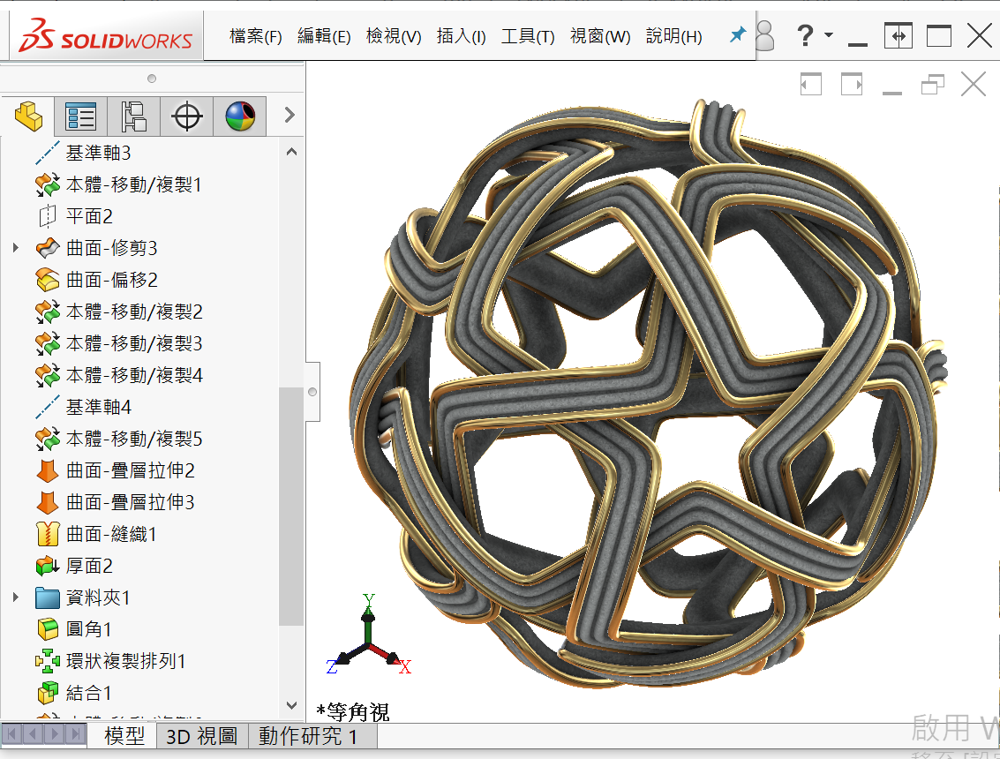 SOLIDWORKS 檔案(F) 編輯(E) 檢視(V) 插入(I) 工具(T) 視窗(W) 說明(H) ?
基準軸3
本體-移動/複製1
平面2
曲面-修剪3
曲面-偏移2
本體-移動/複製2
本體-移動/複製3
本體-移動/複製4
基準軸4
本體-移動/複製5
曲面-疊層拉伸2
曲面-疊層拉伸3
曲面-縫織1
厚面2
資料夾1
圓角1
環狀複製排列1
結合1
Y
Z
X
*等角視
模型 3D 視圖 動作研究 1
啟用 W